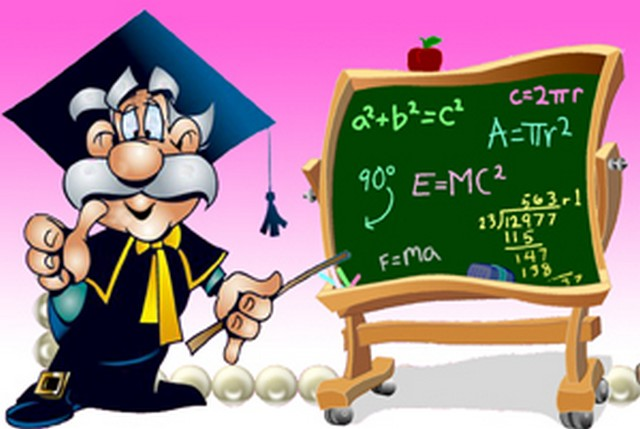 a²+b²=c²
c=2πr
A=πr²
90°
E=MC²
563 r1
23)12977
115
147
138
F=ma